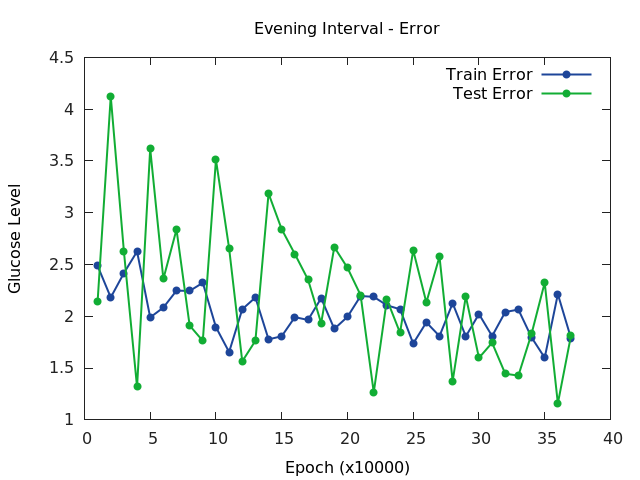 Evening Interval - Error
Train Error
Test Error
4.5
4
3.5
3
2.5
2
1.5
1
Glucose Level
0 5 10 15 20 25 30 35 40
Epoch (x10000)